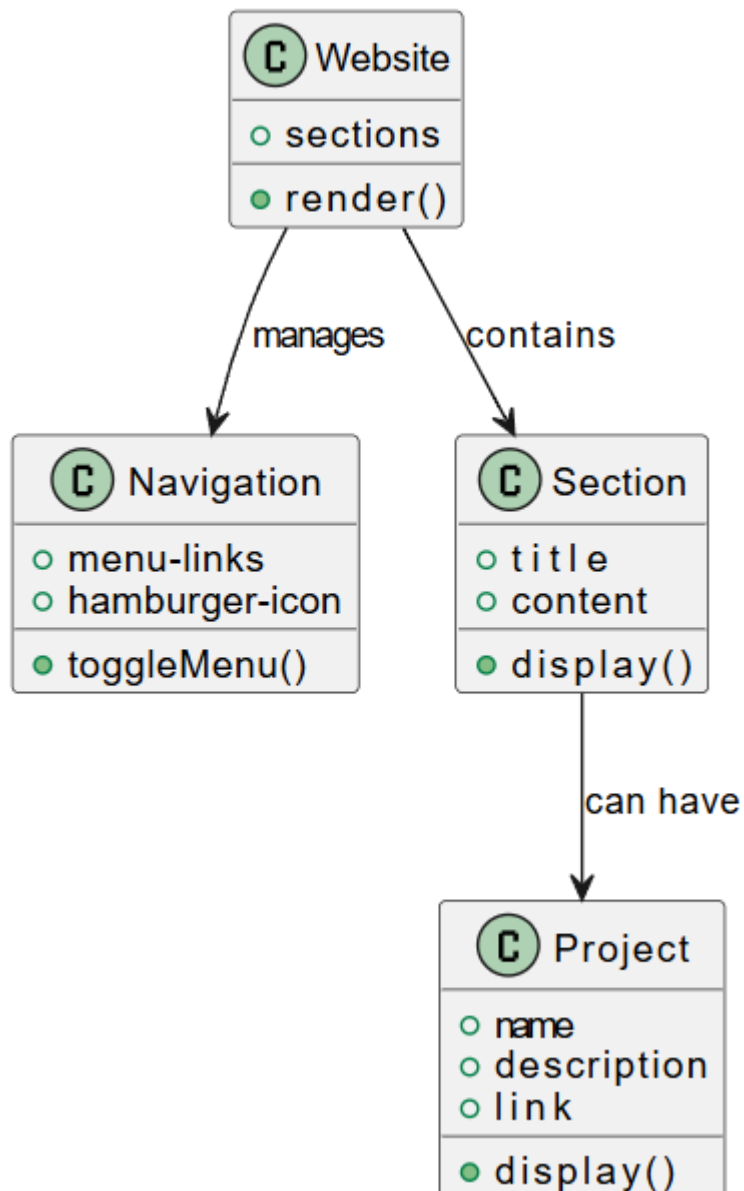 C Website
sections
render()
manages
contains
C Navigation
menu-links
hamburger-icon
toggleMenu()
C Section
title
content
display()
can have
C Project
name
description
link
display()